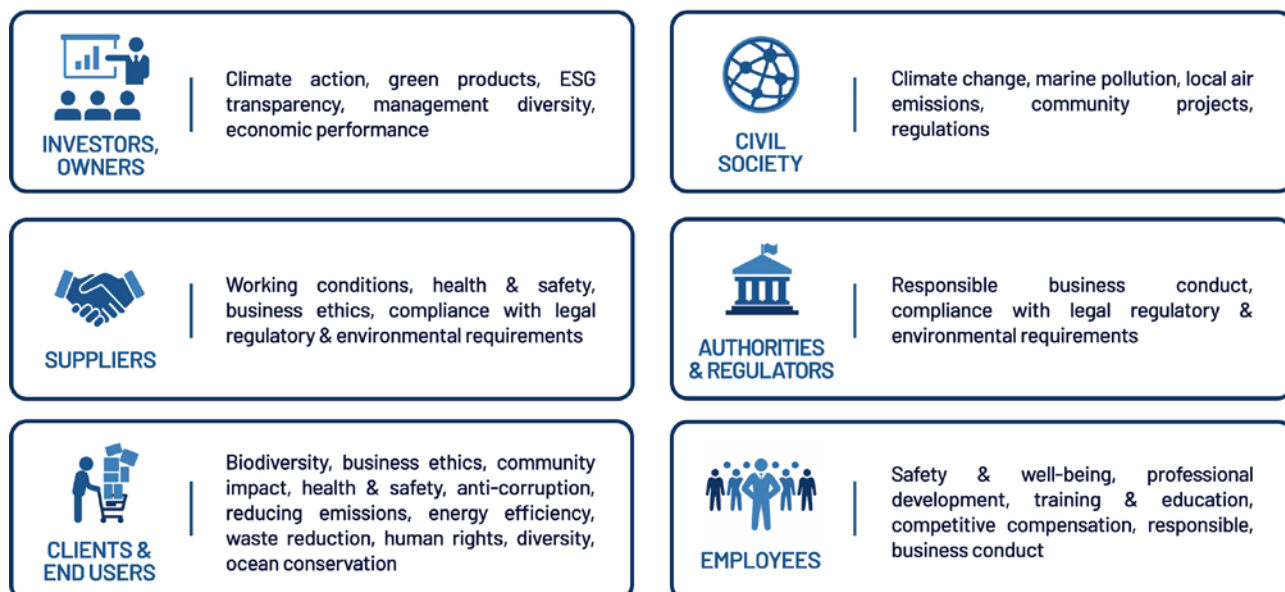 INVESTORS,
OWNERS
Climate action, green products, ESG
transparency, management diversity,
economic performance
CIVIL
SOCIETY
Climate change, marine pollution, local air
emissions, community projects,
regulations
SUPPLIERS
Working conditions, health & safety,
business ethics, compliance with legal
regulatory & environmental requirements
AUTHORITIES
& REGULATORS
Responsible business conduct,
compliance with legal regulatory &
environmental requirements
CLIENTS &
END USERS
Biodiversity, business ethics, community
impact, health & safety, anti-corruption,
reducing emissions, energy efficiency,
waste reduction, human rights, diversity,
ocean conservation
EMPLOYEES
Safety & well-being, professional
development, training & education,
competitive compensation, responsible,
business conduct